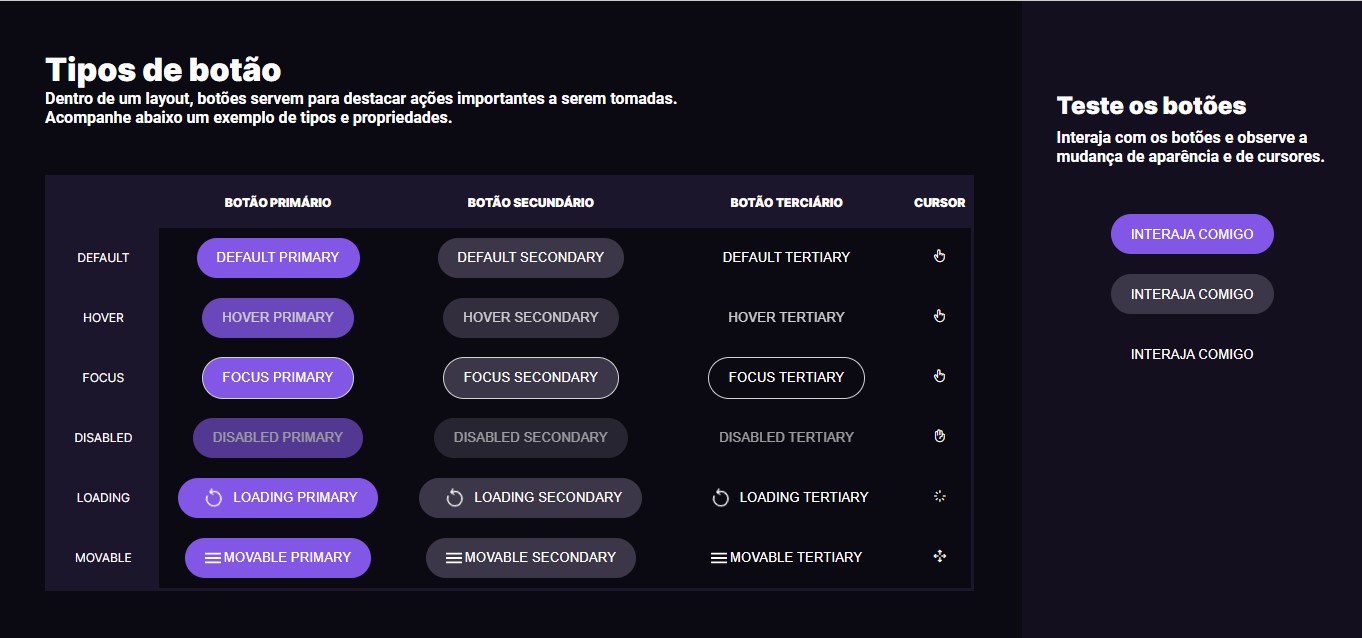 Tipos de botão
Dentro de um layout, botões servem para destacar ações importantes a serem tomadas.
Acompanhe abaixo um exemplo de tipos e propriedades.
BOTÃO PRIMÁRIO BOTÃO SECUNDÁRIO BOTÃO TERCIÁRIO CURSOR
DEFAULT DEFAULT PRIMARY DEFAULT SECONDARY DEFAULT TERTIARY
HOVER HOVER PRIMARY HOVER SECONDARY HOVER TERTIARY
FOCUS FOCUS PRIMARY FOCUS SECONDARY FOCUS TERTIARY
DISABLED DISABLED PRIMARY DISABLED SECONDARY DISABLED TERTIARY
LOADING LOADING PRIMARY LOADING SECONDARY LOADING TERTIARY
MOVABLE MOVABLE PRIMARY MOVABLE SECONDARY MOVABLE TERTIARY
Teste os botões
Interaja com os botões e observe a
mudança de aparência e de cursores.
INTERAJA COMIGO
INTERAJA COMIGO
INTERAJA COMIGO